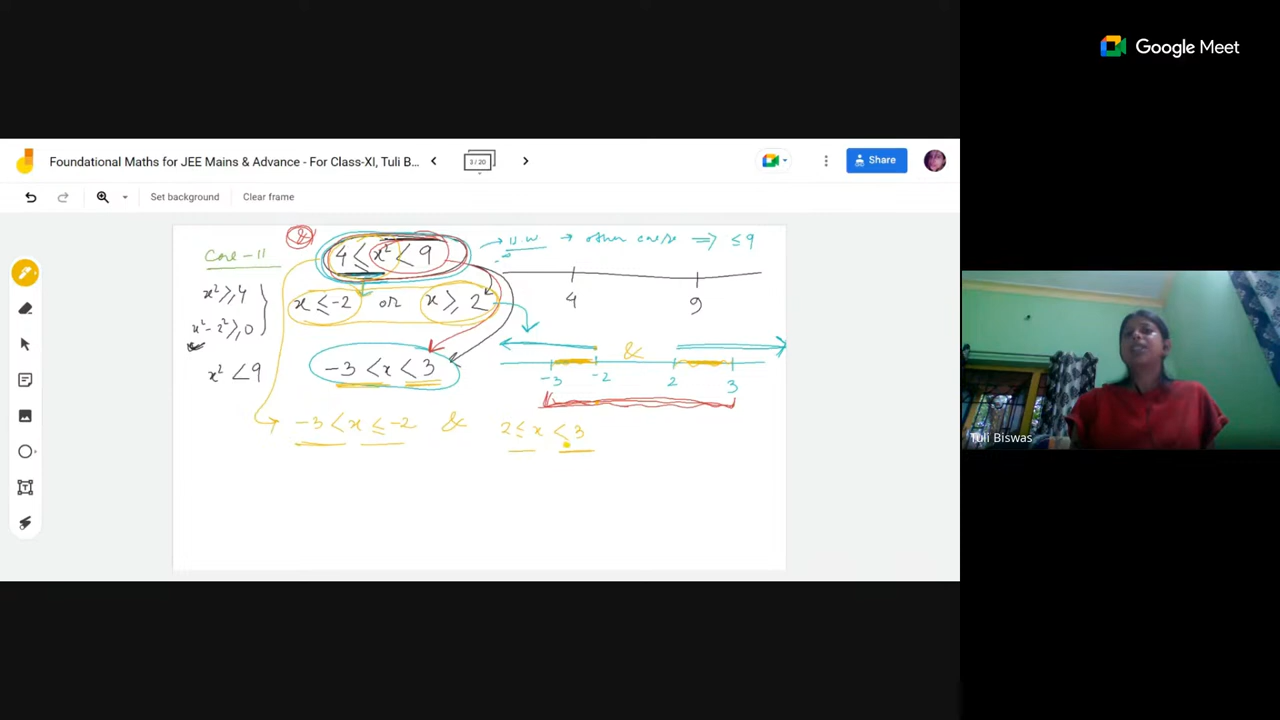 Google Meet
Foundational Maths for JEE Mains & Advance - For Class-XI, Tuli B...
3 / 20
Share
Set background
Clear frame
Case - II
4 ≤ x² < 9
H.W → other case ⇒ ≤ 9
x² ≥ 4
x ≤ -2 or x ≥ 2
4 9
x² - 2² ≥ 0
&
x² < 9
-3 < x < 3
-3 -2 2 3
-3 < x ≤ -2 & 2 ≤ x < 3
Tuli Biswas